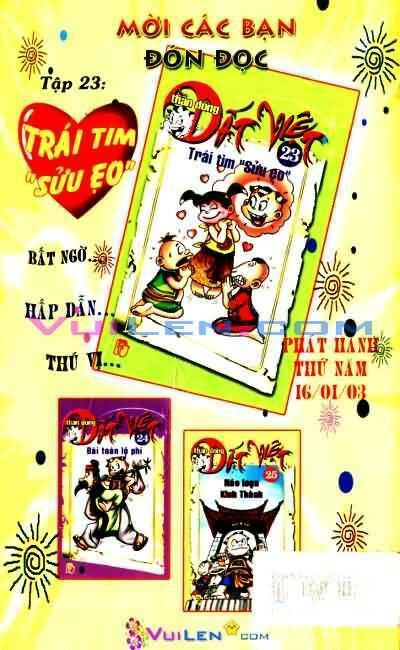 MỜI CÁC BẠN
ĐÓN ĐỌC
Tập 23:
TRÁI TIM
"SỬU ẸO"
thần đồng
Đất Việt
23
Trái tim "Sửu ẹo"
BẤT NGỜ...
HẤP DẪN...
THÚ VỊ...
VuiLen.com
PHÁT HÀNH
THỨ NĂM
16/01/03
thần đồng
Đất Việt
24
Bài toán lộ phí
thần đồng
Đất Việt
25
Náo loạn
Kinh Thành
VuiLen.com